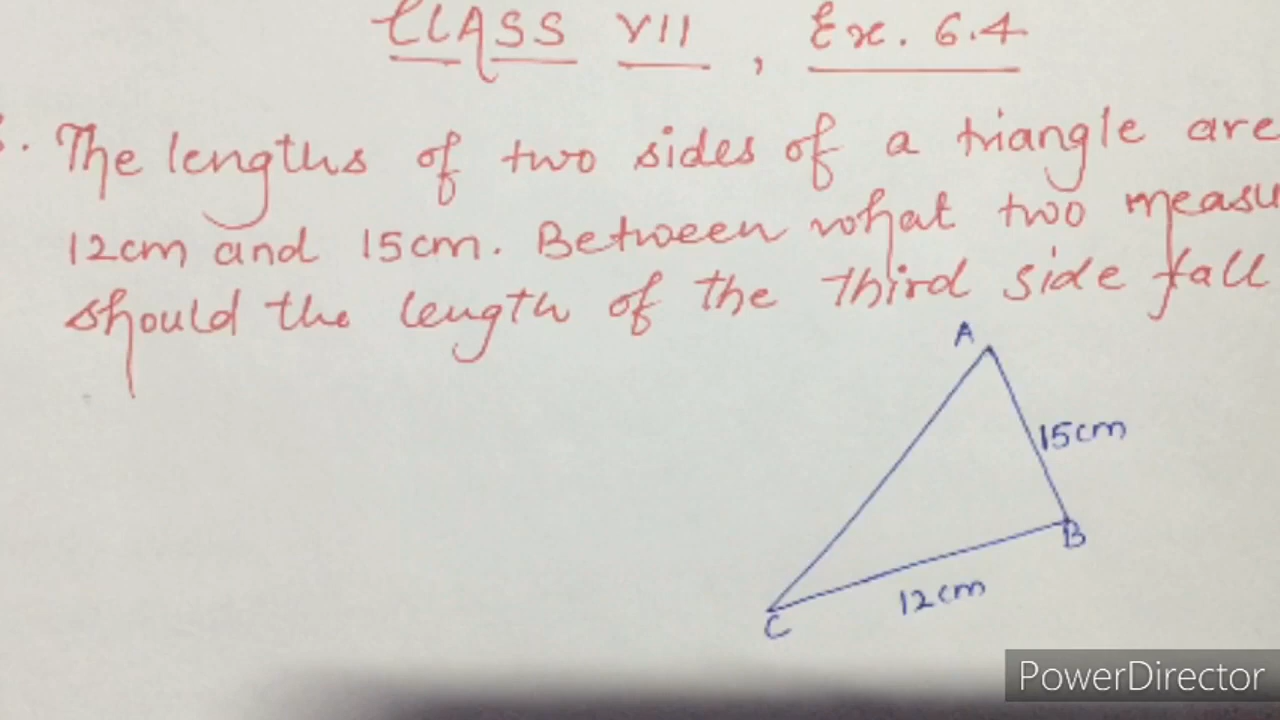 CLASS VII, Ex. 6.4
The lengths of two sides of a triangle are
12cm and 15cm. Between what two measu
should the length of the third side fall
A
15cm
B
12cm
C
PowerDirector